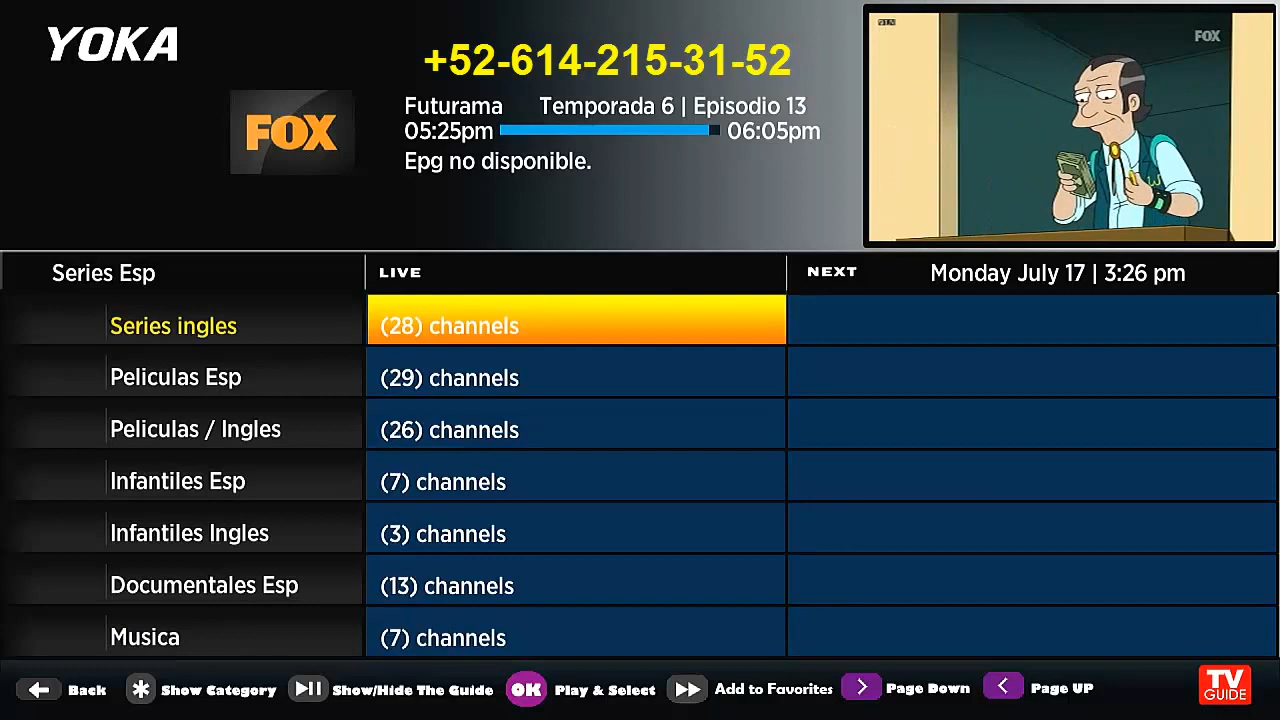 YOKA
+52-614-215-31-52
FOX
FOX
Futurama Temporada 6 | Episodio 13
05:25pm 06:05pm
Epg no disponible.
Series Esp LIVE NEXT Monday July 17 | 3:26 pm
Series ingles (28) channels
Peliculas Esp (29) channels
Peliculas / Ingles (26) channels
Infantiles Esp (7) channels
Infantiles Ingles (3) channels
Documentales Esp (13) channels
Musica (7) channels
Back Show Category Show/Hide The Guide OK Play & Select Add to Favorites Page Down Page UP TV GUIDE